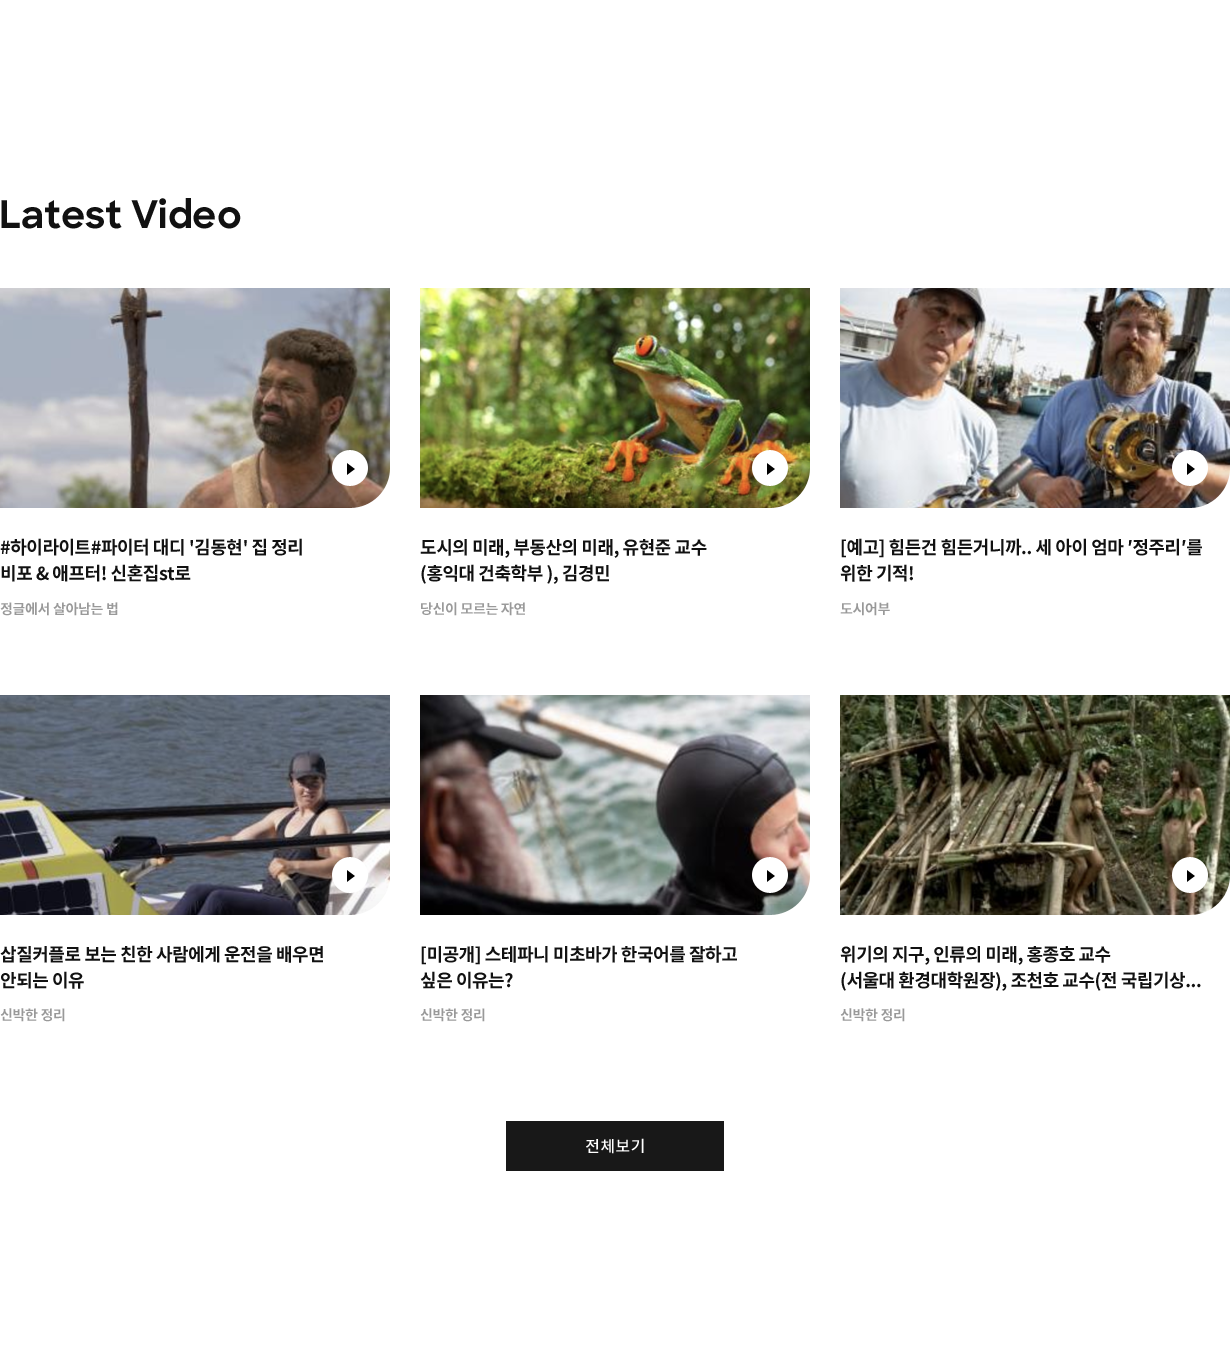 Latest Video
#하이라이트#파이터 대디 '김동현' 집 정리
비포 & 애프터! 신혼집st로
정글에서 살아남는 법
도시의 미래, 부동산의 미래, 유현준 교수
(홍익대 건축학부 ), 김경민
당신이 모르는 자연
[예고] 힘든건 힘든거니까.. 세 아이 엄마 '정주리'를
위한 기적!
도시어부
삽질커플로 보는 친한 사람에게 운전을 배우면
안되는 이유
신박한 정리
[미공개] 스테파니 미초바가 한국어를 잘하고
싶은 이유는?
신박한 정리
위기의 지구, 인류의 미래, 홍종호 교수
(서울대 환경대학원장), 조천호 교수(전 국립기상...
신박한 정리
전체보기